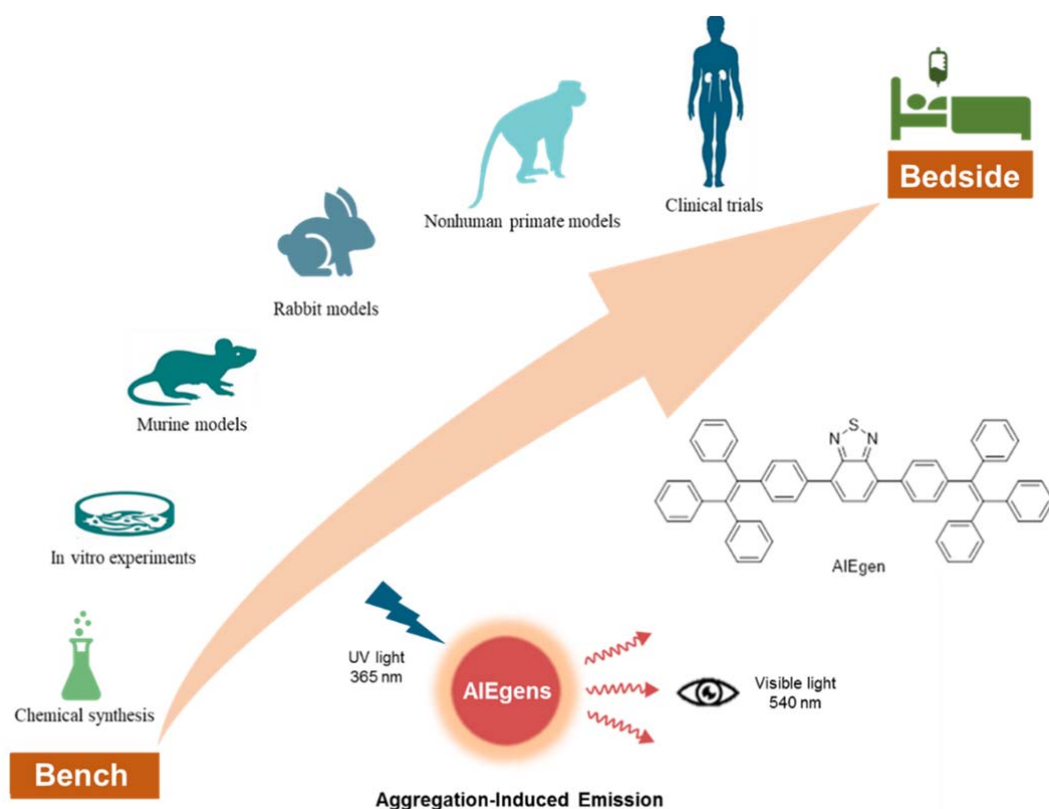 Bedside
Clinical trials
Nonhuman primate models
Rabbit models
Murine models
In vitro experiments
Chemical synthesis
Bench
N
S
N
AIEgen
UV light
365 nm
AIEgens
Visible light
540 nm
Aggregation-Induced Emission